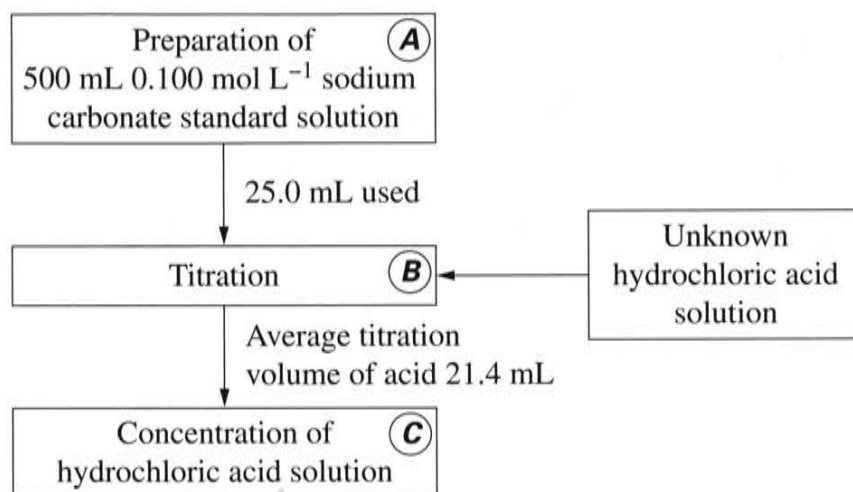 Preparation of
A
500 mL 0.100 mol L⁻¹ sodium
carbonate standard solution
25.0 mL used
Titration
B
Unknown
hydrochloric acid
solution
Average titration
volume of acid 21.4 mL
Concentration of
C
hydrochloric acid solution